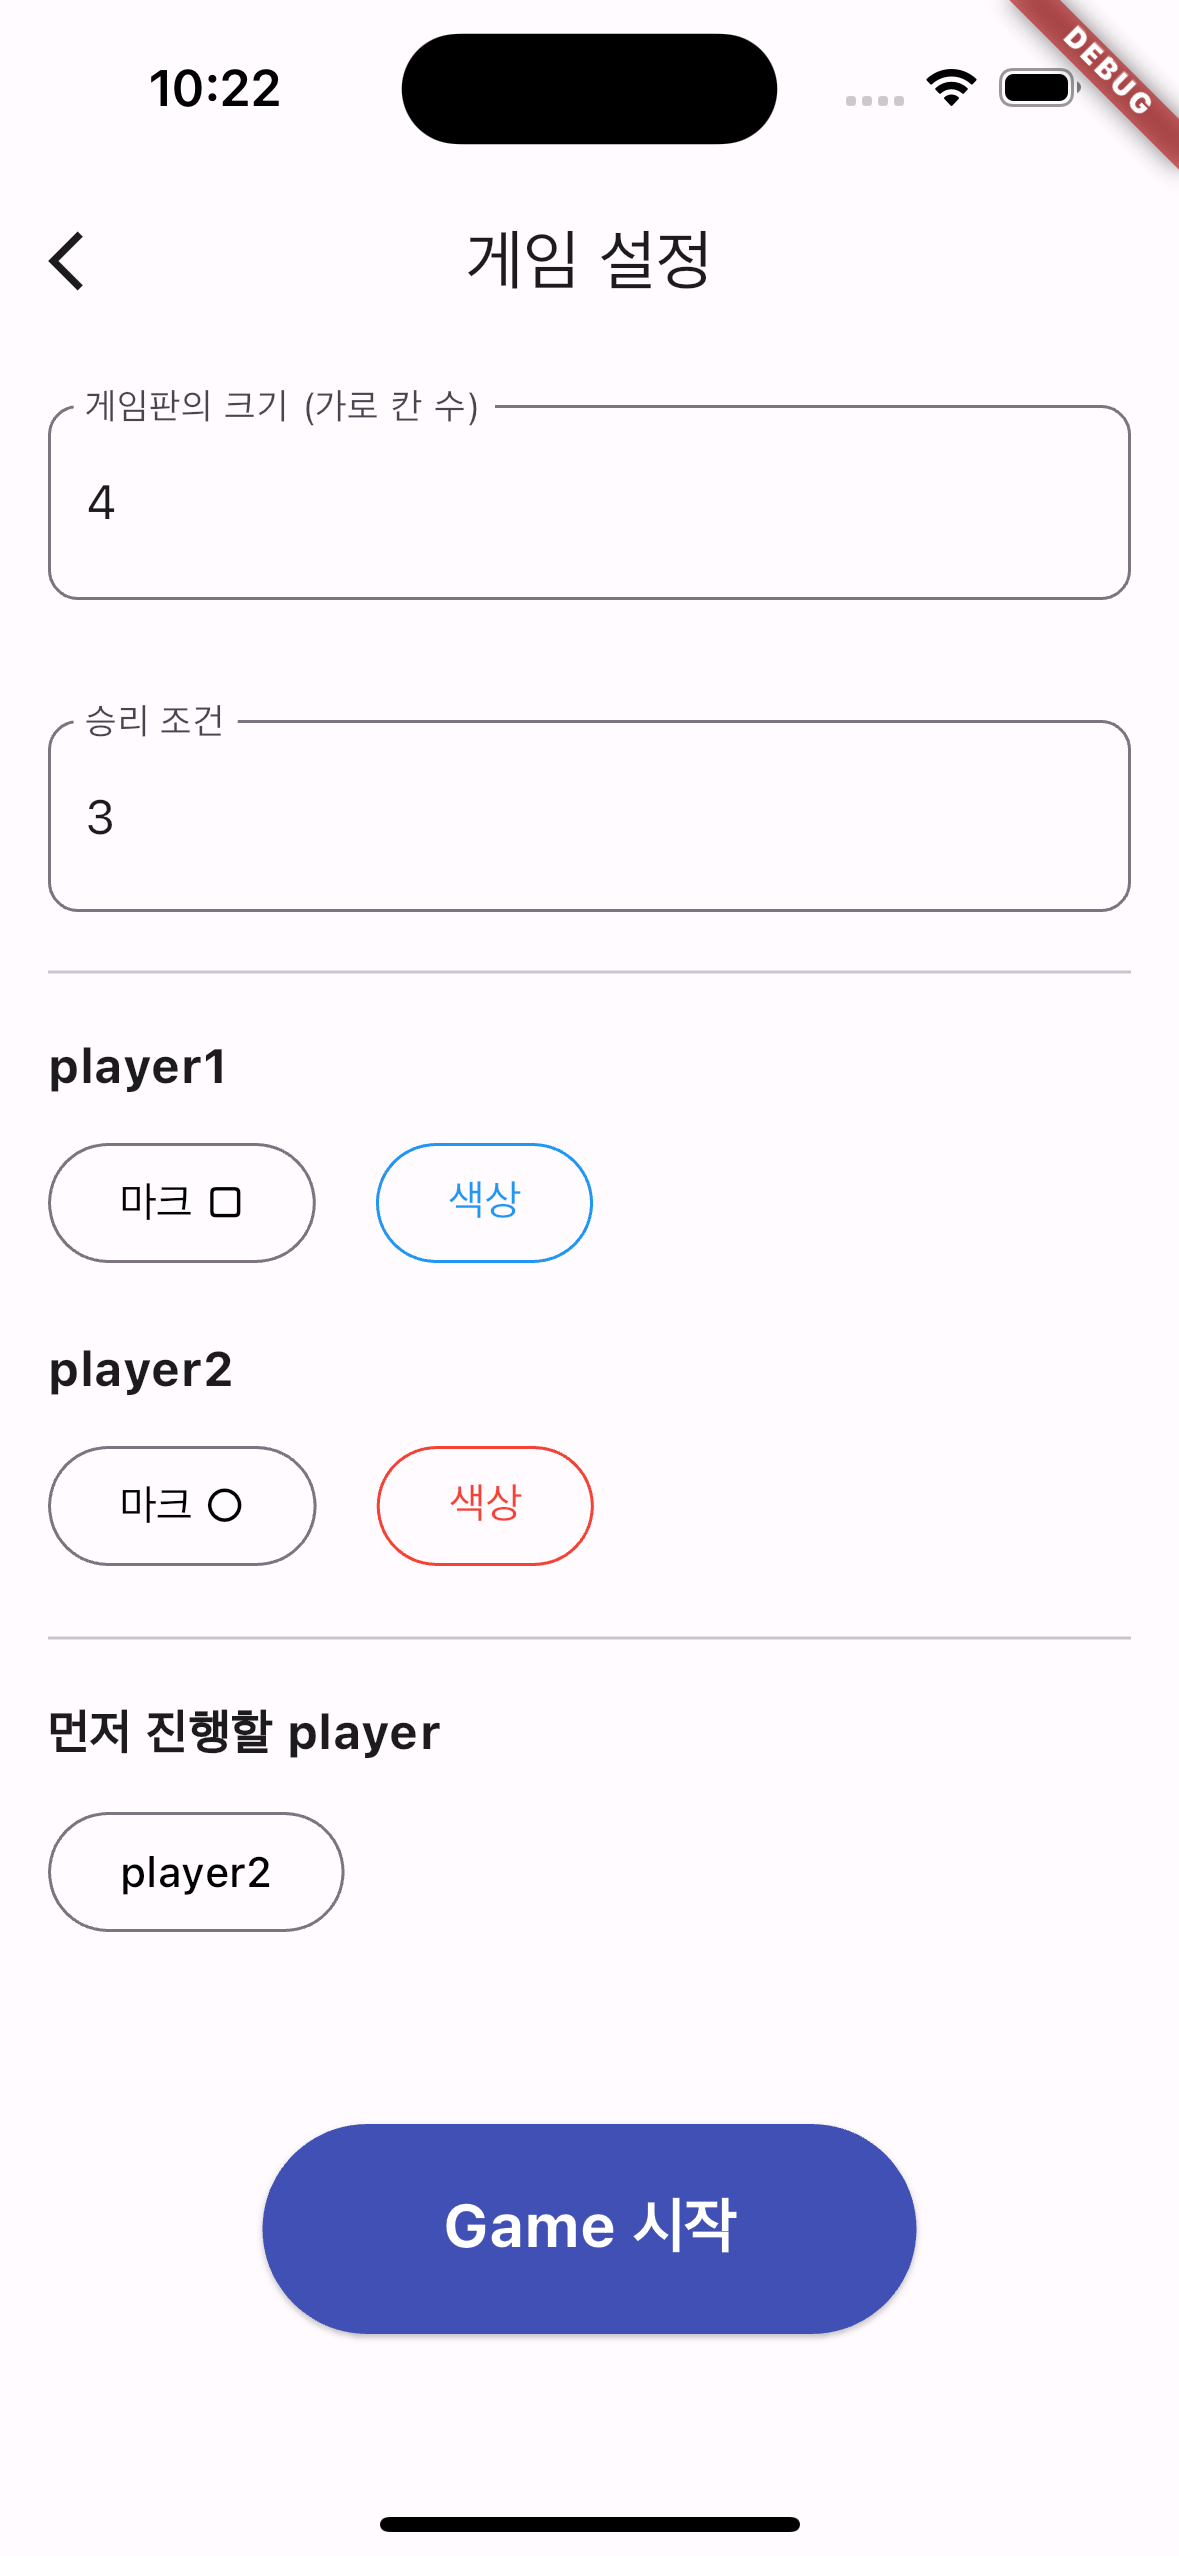 10:22
DEBUG
게임 설정
게임판의 크기 (가로 칸 수)
4
승리 조건
3
player1
마크
색상
player2
마크
색상
먼저 진행할 player
player2
Game 시작